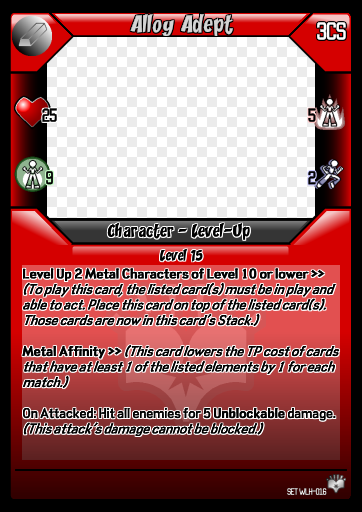 Alloy Adept
3CS
25
5
9
2
Character - Level-Up
Level 15
Level Up 2 Metal Characters of Level 10 or lower >>
(To play this card, the listed card(s) must be in play and
able to act. Place this card on top of the listed card(s).
Those cards are now in this card's Stack.)
Metal Affinity >> (This card lowers the TP cost of cards
that have at least 1 of the listed elements by 1 for each
match.)
On Attacked: Hit all enemies for 5 Unblockable damage.
(This attack's damage cannot be blocked.)
SET WLH-016